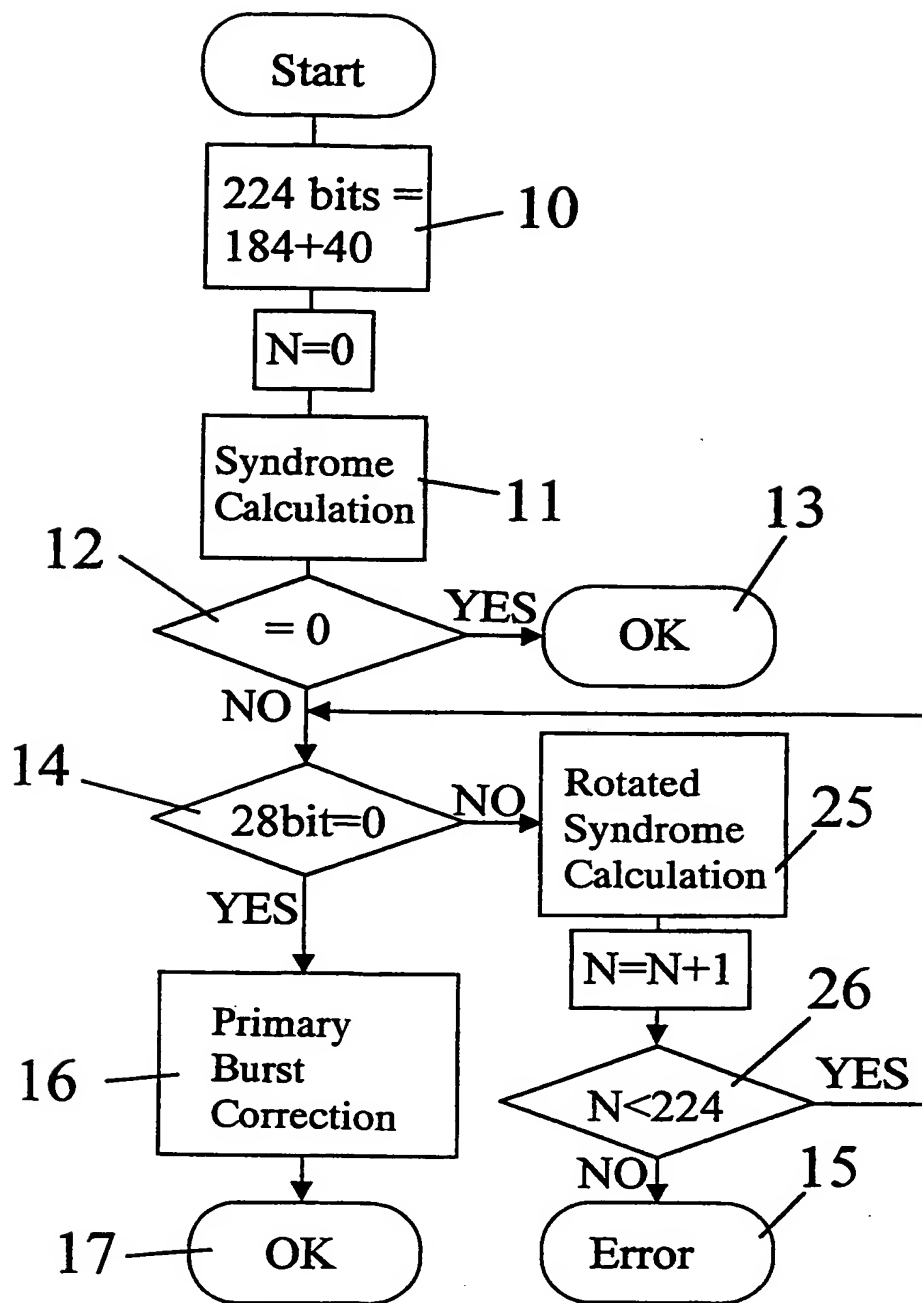 Start
224 bits =
184+40
10
N=0
Syndrome
Calculation
11
12
= 0
YES
13
OK
NO
14
28bit=0
NO
Rotated
Syndrome
Calculation
25
YES
N=N+1
26
Primary
Burst
Correction
16
N<224
YES
NO
15
17
OK
Error